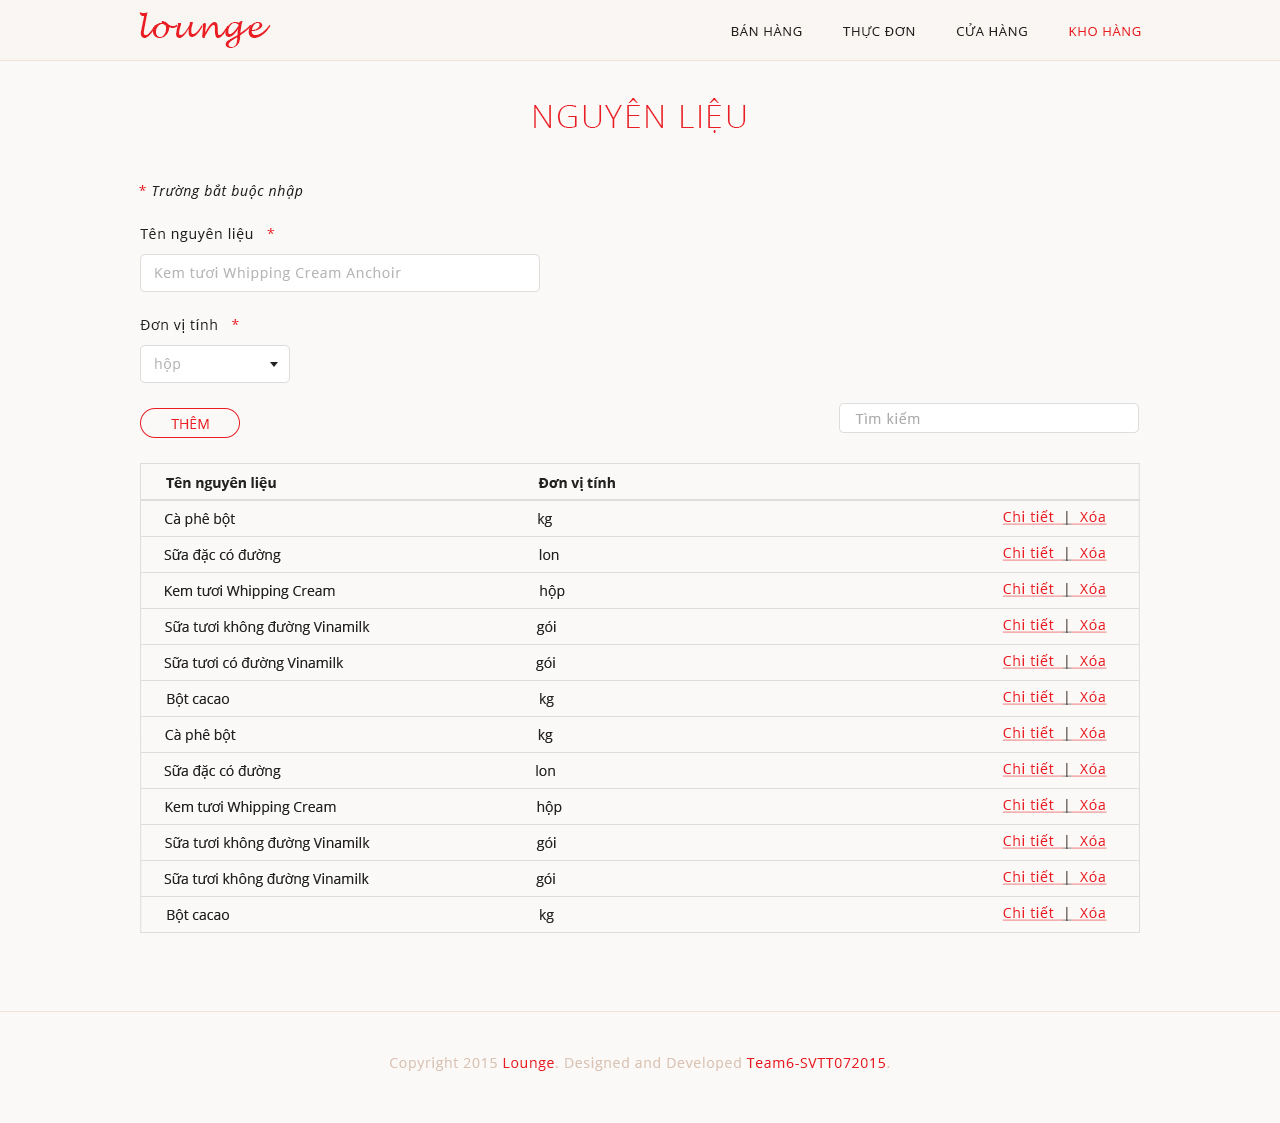 lounge BÁN HÀNG THỰC ĐƠN CỬA HÀNG KHO HÀNG
NGUYÊN LIỆU
* Trường bắt buộc nhập
Tên nguyên liệu *
Kem tươi Whipping Cream Anchoir
Đơn vị tính *
hộp
THÊM Tìm kiếm
Tên nguyên liệu Đơn vị tính
Cà phê bột kg Chi tiết | Xóa
Sữa đặc có đường lon Chi tiết | Xóa
Kem tươi Whipping Cream hộp Chi tiết | Xóa
Sữa tươi không đường Vinamilk gói Chi tiết | Xóa
Sữa tươi có đường Vinamilk gói Chi tiết | Xóa
Bột cacao kg Chi tiết | Xóa
Cà phê bột kg Chi tiết | Xóa
Sữa đặc có đường lon Chi tiết | Xóa
Kem tươi Whipping Cream hộp Chi tiết | Xóa
Sữa tươi không đường Vinamilk gói Chi tiết | Xóa
Sữa tươi không đường Vinamilk gói Chi tiết | Xóa
Bột cacao kg Chi tiết | Xóa
Copyright 2015 Lounge. Designed and Developed Team6-SVTT072015.